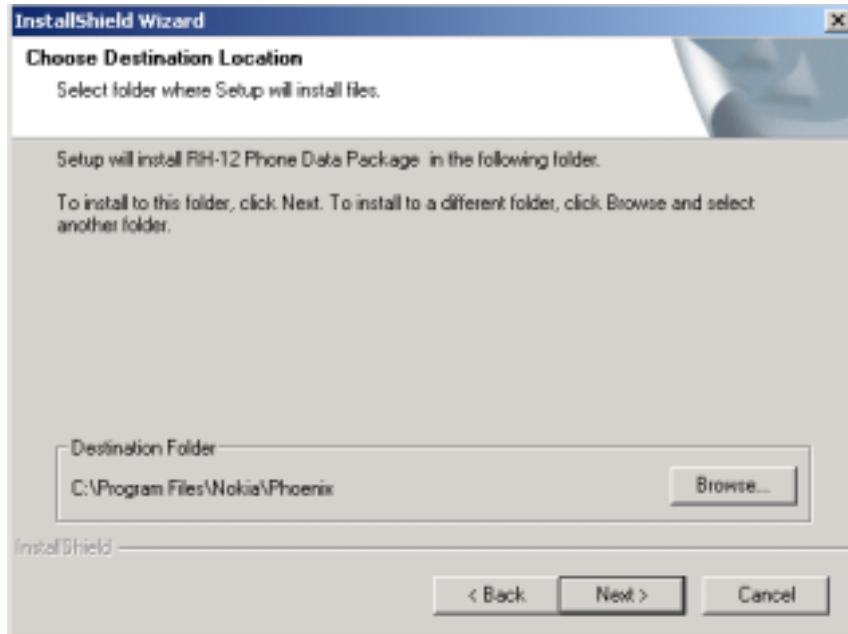 InstallShield Wizard
Choose Destination Location
Select folder where Setup will install files.
Setup will install RH-12 Phone Data Package in the following folder.
To install to this folder, click Next. To install to a different folder, click Browse and select
another folder.
Destination Folder
C:\Program Files\Nokia\Phoenix
Browse...
InstallShield
< Back
Next >
Cancel